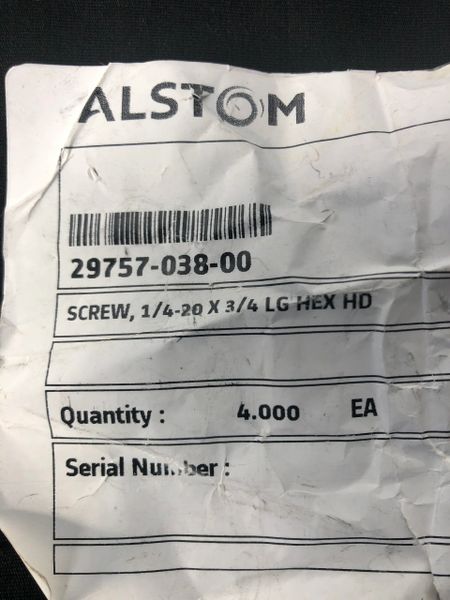 ALSTOM
29757-038-00
SCREW, 1/4-20 X 3/4 LG HEX HD
Quantity : 4.000 EA
Serial Number :